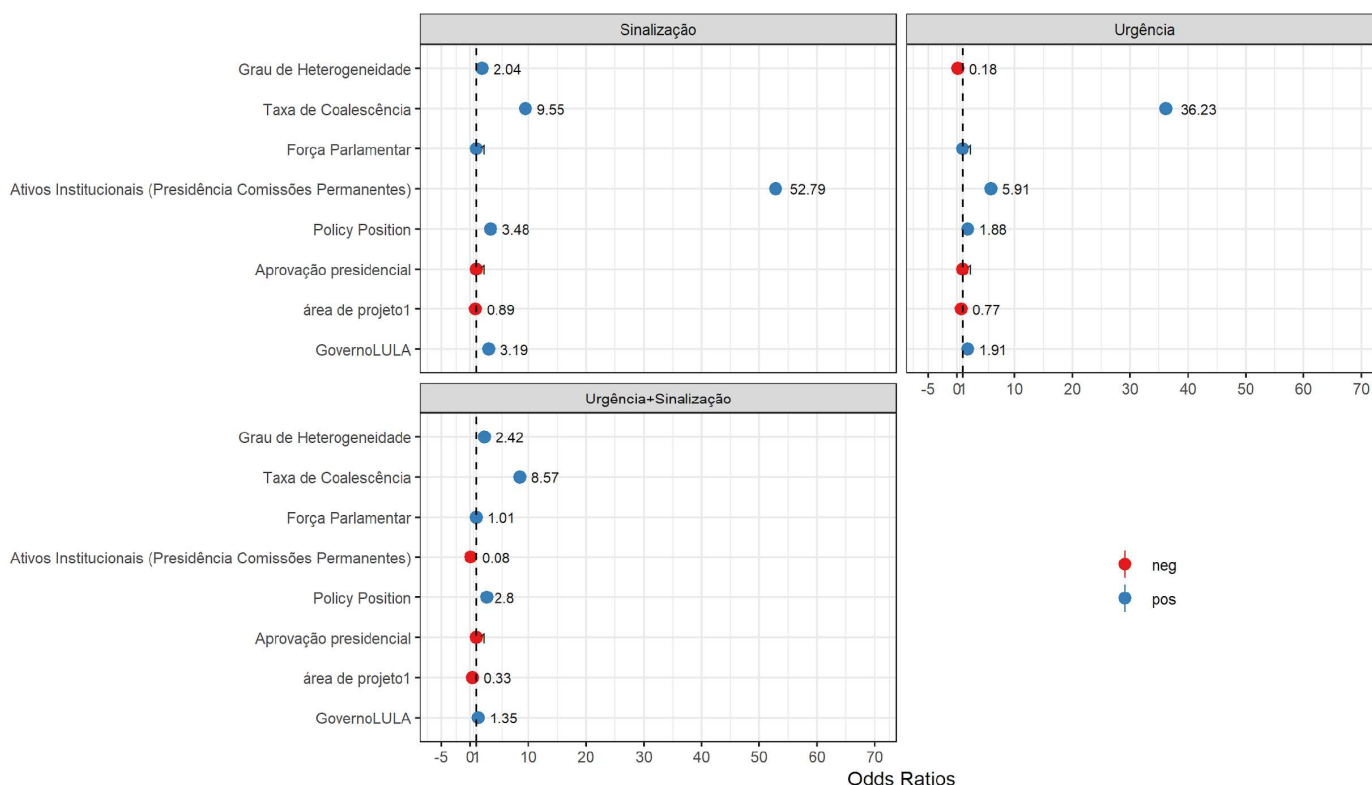 Sinalização
Urgência
Grau de Heterogeneidade 2.04 0.18
Taxa de Coalescência 9.55 36.23
Força Parlamentar 1 1
Ativos Institucionais (Presidência Comissões Permanentes) 52.79 5.91
Policy Position 3.48 1.88
Aprovação presidencial 1 1
área de projeto1 0.89 0.77
GovernoLULA 3.19 1.91
-5 0 1 10 20 30 40 50 60 70
Urgência+Sinalização
Grau de Heterogeneidade 2.42
Taxa de Coalescência 8.57
Força Parlamentar 1.01
Ativos Institucionais (Presidência Comissões Permanentes) 0.08
Policy Position 2.8
Aprovação presidencial 1
área de projeto1 0.33
GovernoLULA 1.35
-5 0 1 10 20 30 40 50 60 70
neg
pos
Odds Ratios